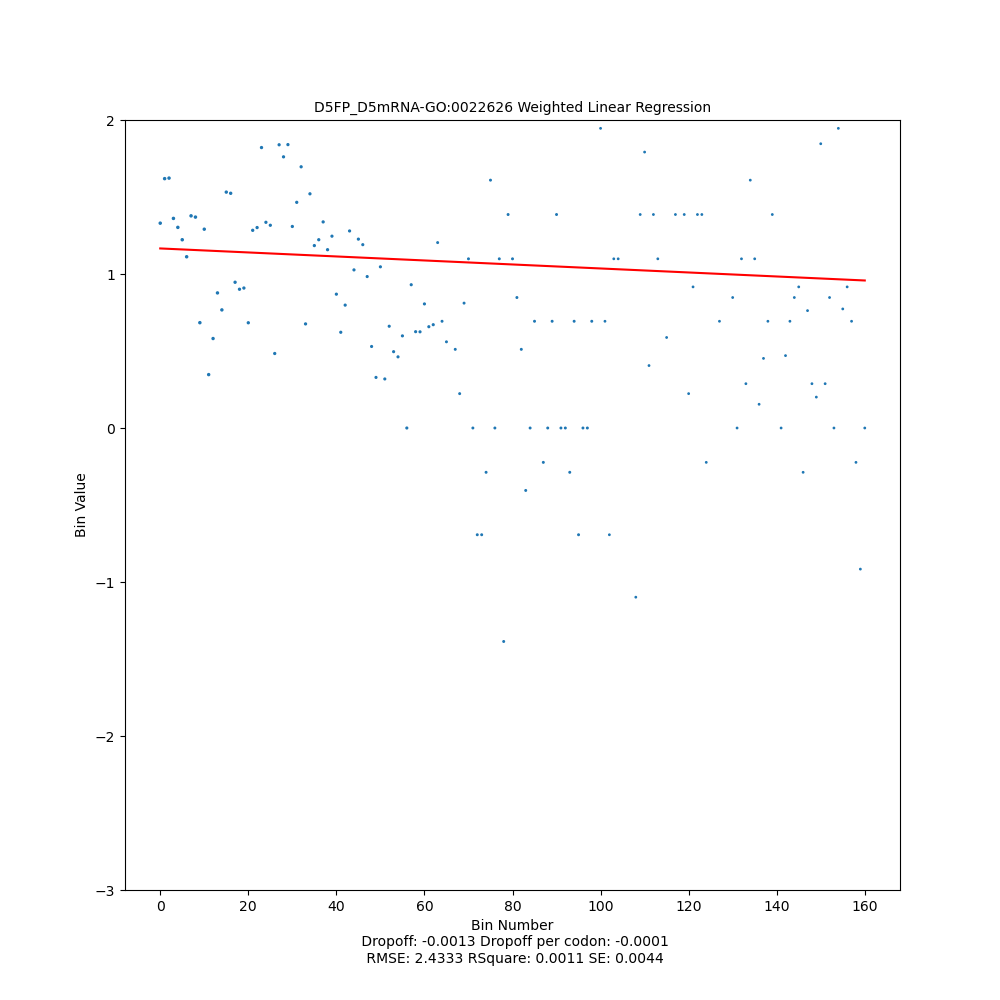 D5FP_D5mRNA-GO:0022626 Weighted Linear Regression
2
1
0
−1
−2
−3
Bin Value
0 20 40 60 80 100 120 140 160
Bin Number
Dropoff: -0.0013 Dropoff per codon: -0.0001
RMSE: 2.4333 RSquare: 0.0011 SE: 0.0044